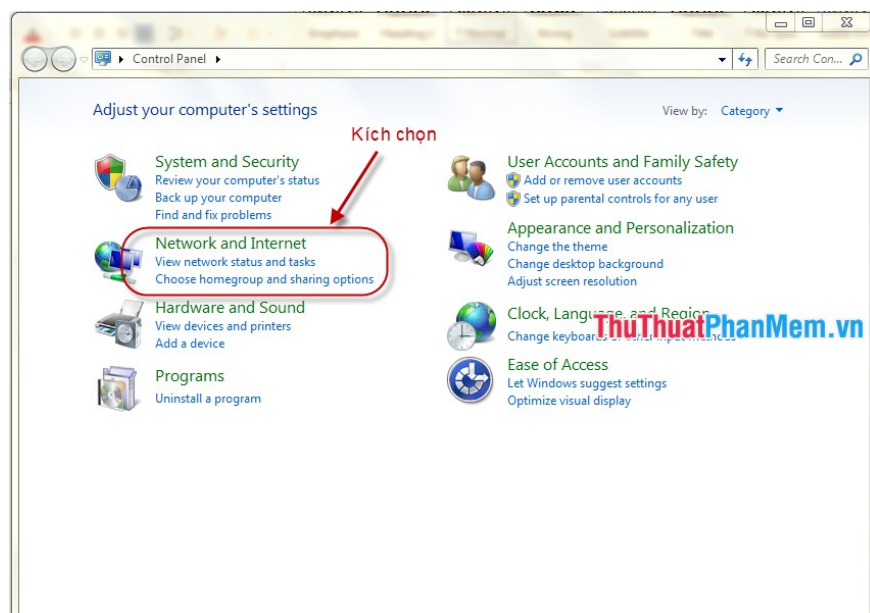 Control Panel
Search Con...
Adjust your computer's settings
View by: Category
Kích chọn
System and Security
Review your computer's status
Back up your computer
Find and fix problems
Network and Internet
View network status and tasks
Choose homegroup and sharing options
Hardware and Sound
View devices and printers
Add a device
Programs
Uninstall a program
User Accounts and Family Safety
Add or remove user accounts
Set up parental controls for any user
Appearance and Personalization
Change the theme
Change desktop background
Adjust screen resolution
Clock, Language, and Region
Change keyboards or other input methods
ThuThuatPhanMem.vn
Ease of Access
Let Windows suggest settings
Optimize visual display